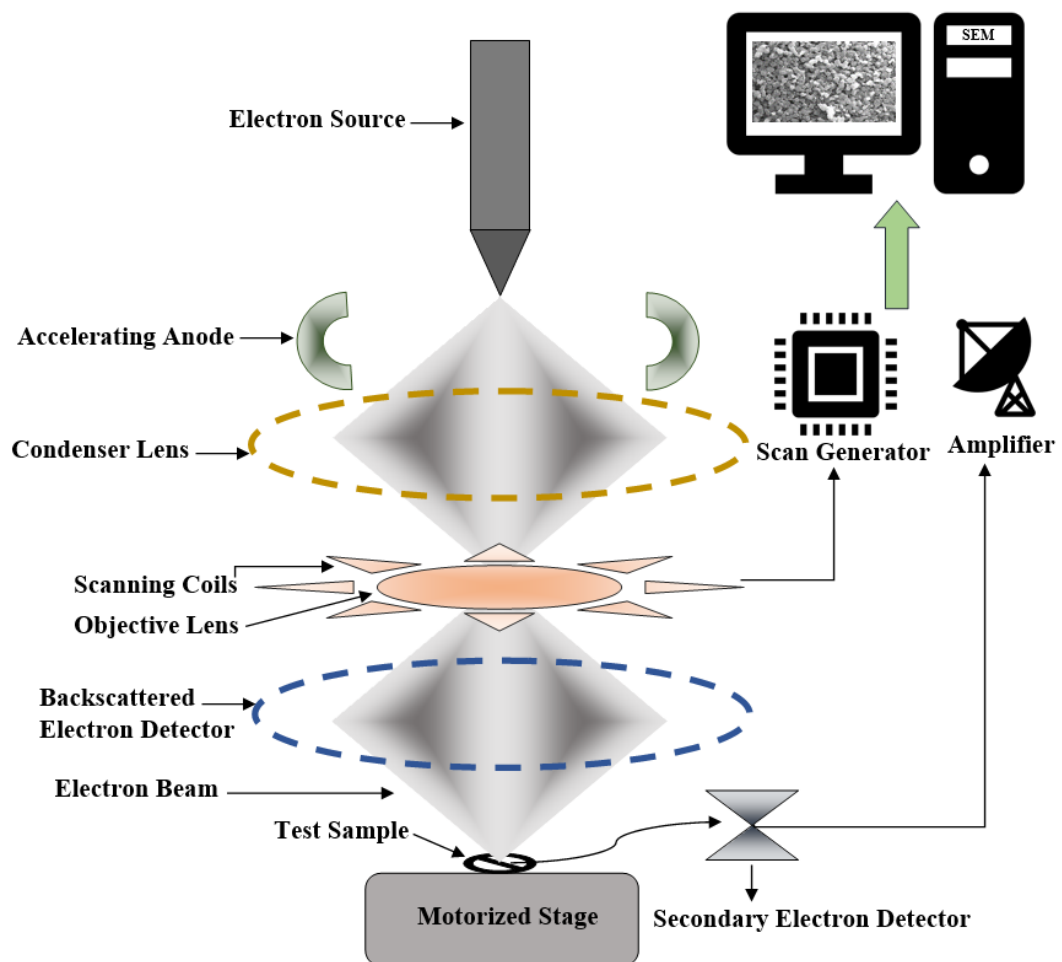 SEM
Electron Source
Accelerating Anode
Condenser Lens
Scan Generator
Amplifier
Scanning Coils
Objective Lens
Backscattered
Electron Detector
Electron Beam
Test Sample
Motorized Stage
Secondary Electron Detector